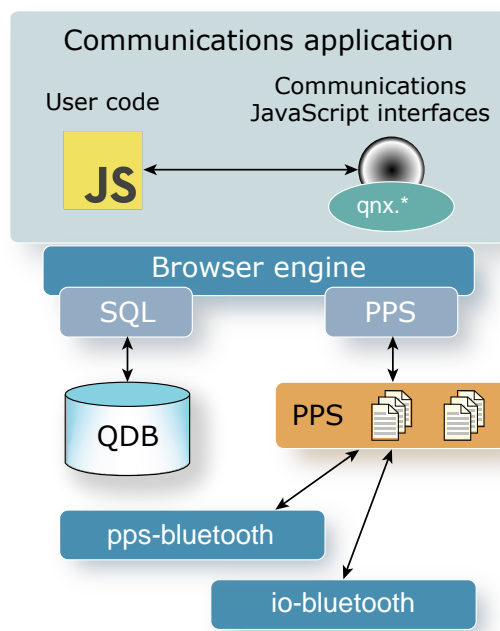 Communications application
User code
Communications
JavaScript interfaces
JS
qnx.*
Browser engine
SQL
PPS
QDB
PPS
pps-bluetooth
io-bluetooth